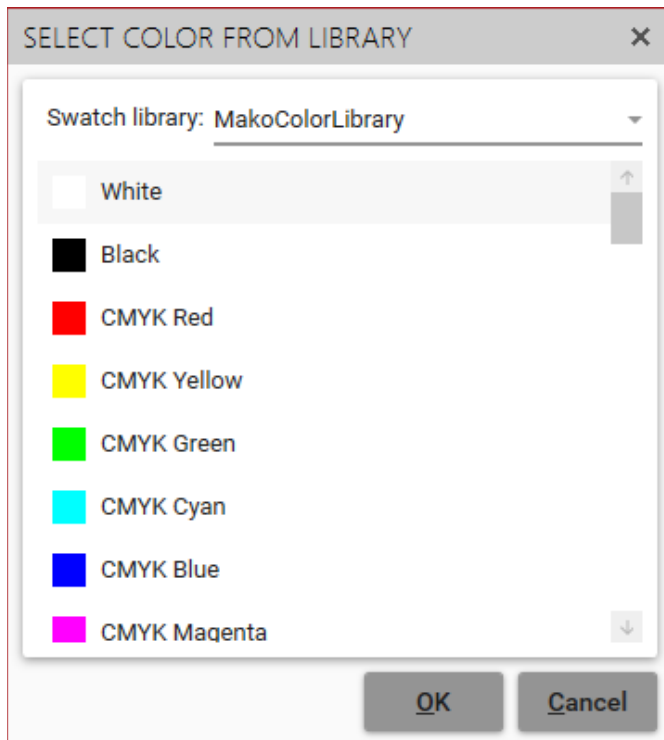 SELECT COLOR FROM LIBRARY
Swatch library: MakoColorLibrary
White
Black
CMYK Red
CMYK Yellow
CMYK Green
CMYK Cyan
CMYK Blue
CMYK Magenta
OK Cancel